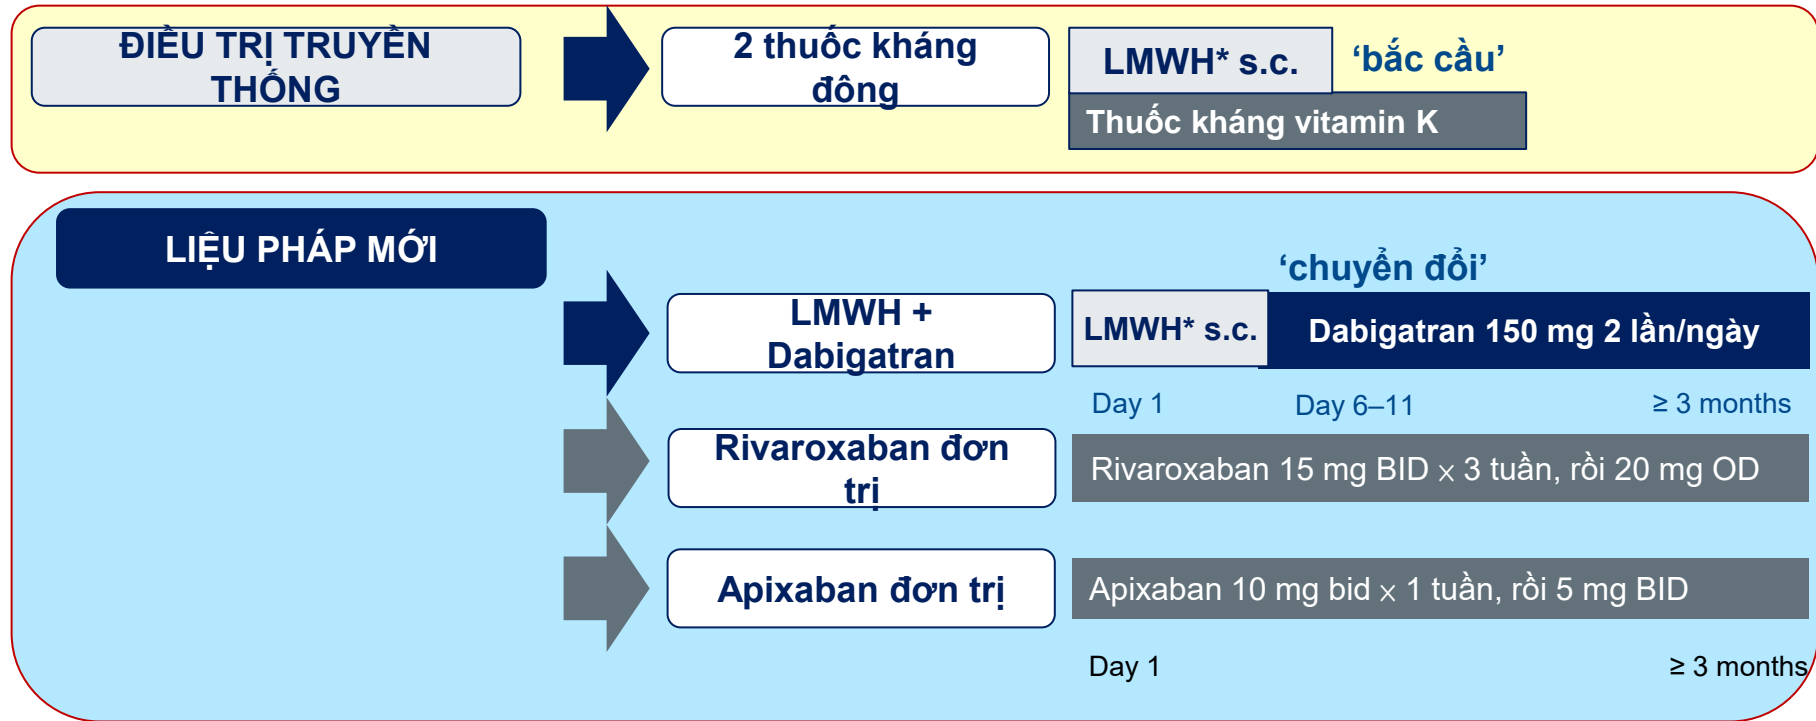 ĐIỀU TRỊ TRUYỀN
THỐNG
2 thuốc kháng
đông
LMWH* s.c.
‘bắc cầu’
Thuốc kháng vitamin K
LIỆU PHÁP MỚI
‘chuyển đổi’
LMWH +
Dabigatran
LMWH* s.c.
Dabigatran 150 mg 2 lần/ngày
Day 1
Day 6–11
≥ 3 months
Rivaroxaban đơn
trị
Rivaroxaban 15 mg BID × 3 tuần, rồi 20 mg OD
Apixaban đơn trị
Apixaban 10 mg bid × 1 tuần, rồi 5 mg BID
Day 1
≥ 3 months